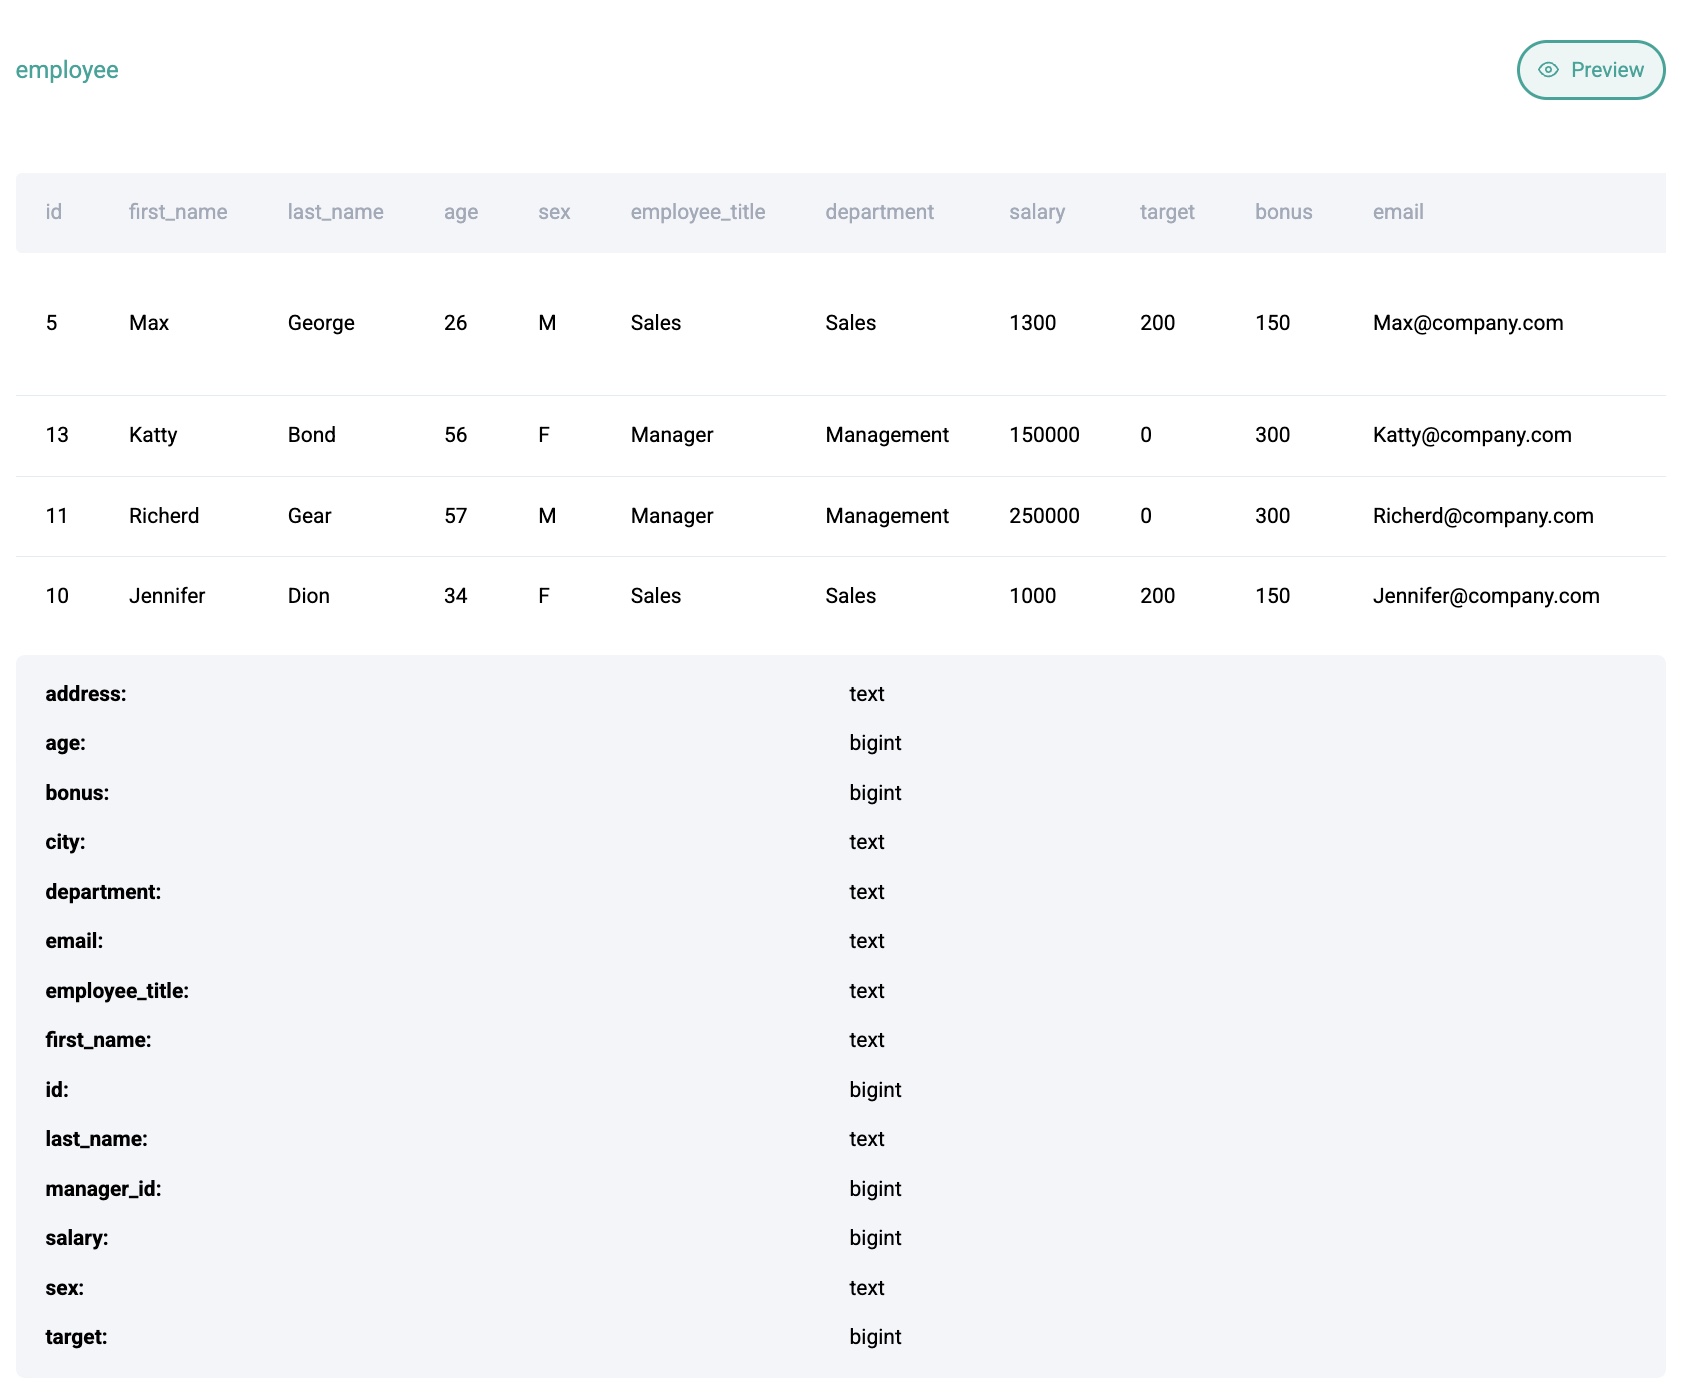 employee
Preview
id first_name last_name age sex employee_title department salary target bonus email
5 Max George 26 M Sales Sales 1300 200 150 Max@company.com
13 Katty Bond 56 F Manager Management 150000 0 300 Katty@company.com
11 Richerd Gear 57 M Manager Management 250000 0 300 Richerd@company.com
10 Jennifer Dion 34 F Sales Sales 1000 200 150 Jennifer@company.com
address: text
age: bigint
bonus: bigint
city: text
department: text
email: text
employee_title: text
first_name: text
id: bigint
last_name: text
manager_id: bigint
salary: bigint
sex: text
target: bigint